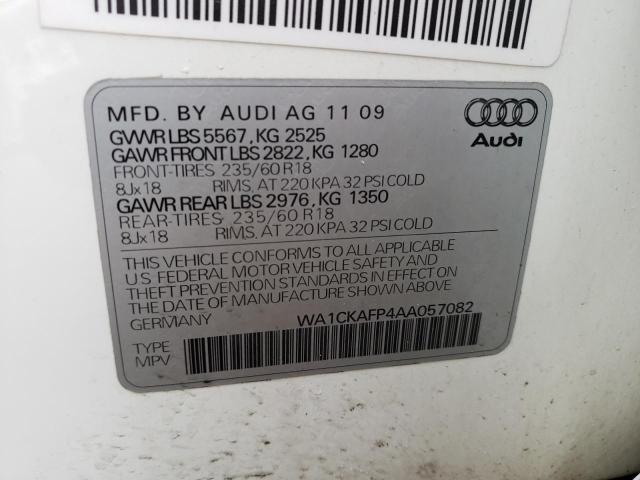 MFD. BY AUDI AG 11 09
GVWR LBS 5567, KG 2525
GAWR FRONT LBS 2822, KG 1280
FRONT-TIRES 235/60 R18
8Jx18 RIMS, AT 220 KPA 32 PSI COLD
GAWR REAR LBS 2976, KG 1350
REAR-TIRES 235/60 R18
8Jx18 RIMS, AT 220 KPA 32 PSI COLD
Audi
THIS VEHICLE CONFORMS TO ALL APPLICABLE
US FEDERAL MOTOR VEHICLE SAFETY AND
THEFT PREVENTION STANDARDS IN EFFECT ON
THE DATE OF MANUFACTURE SHOWN ABOVE
GERMANY WA1CKAFP4AA057082
TYPE
MPV